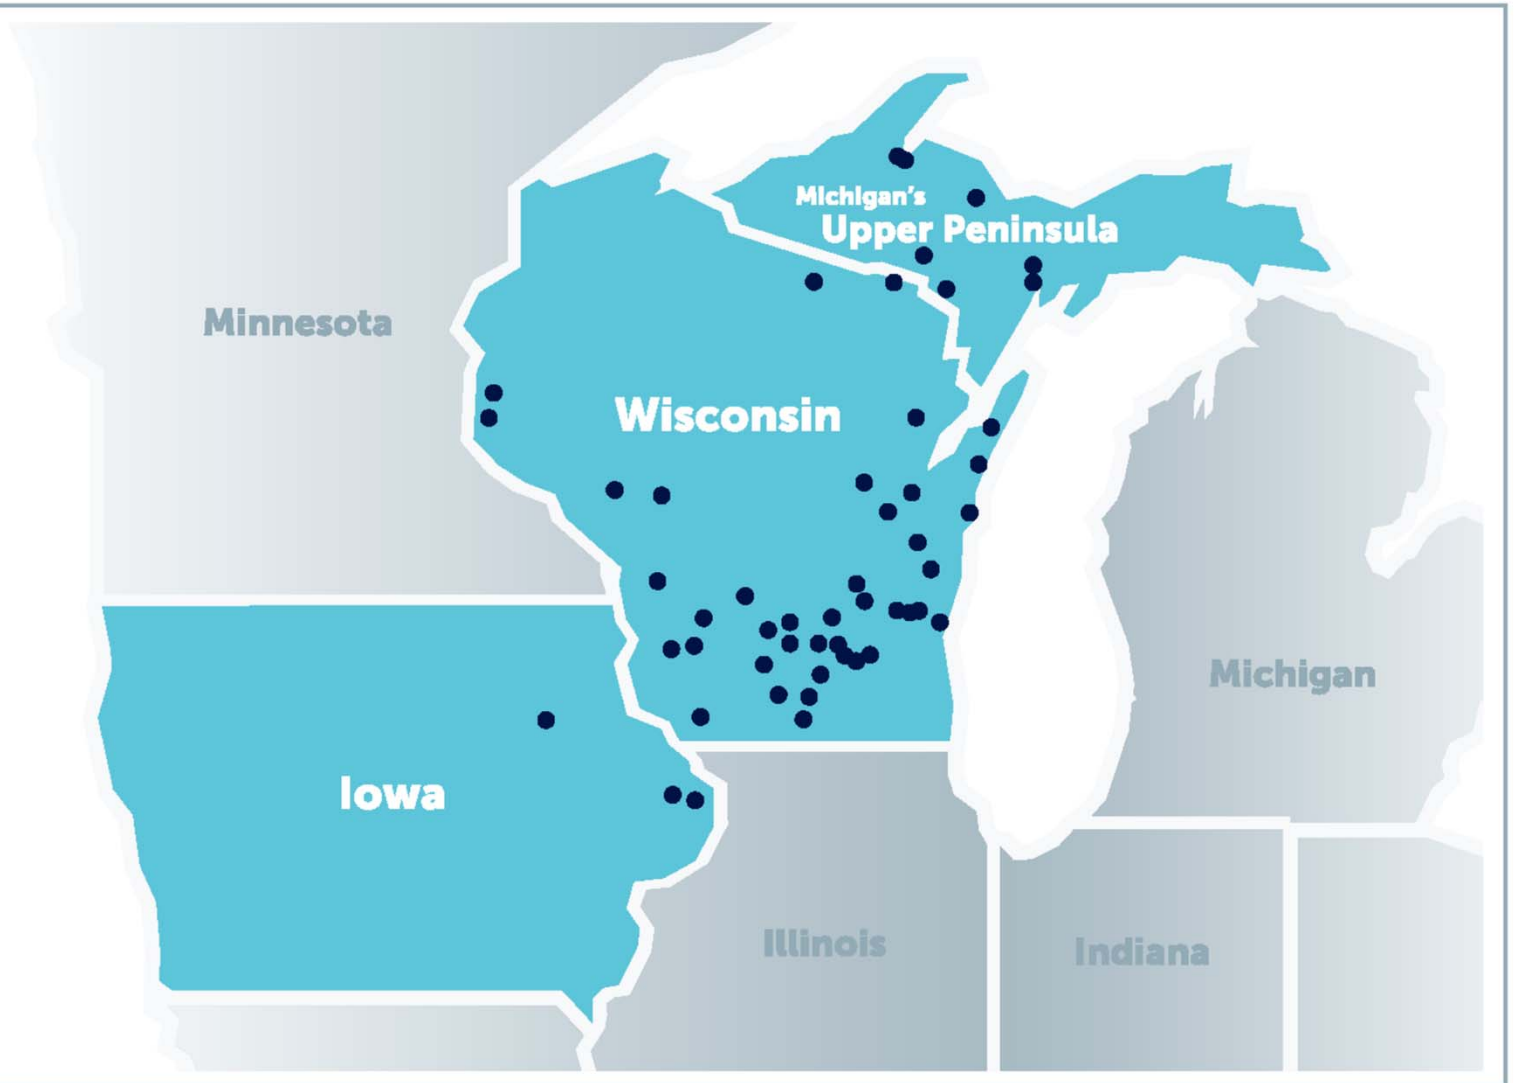 Michigan's
Upper Peninsula
Minnesota
Wisconsin
Michigan
Iowa
Illinois
Indiana